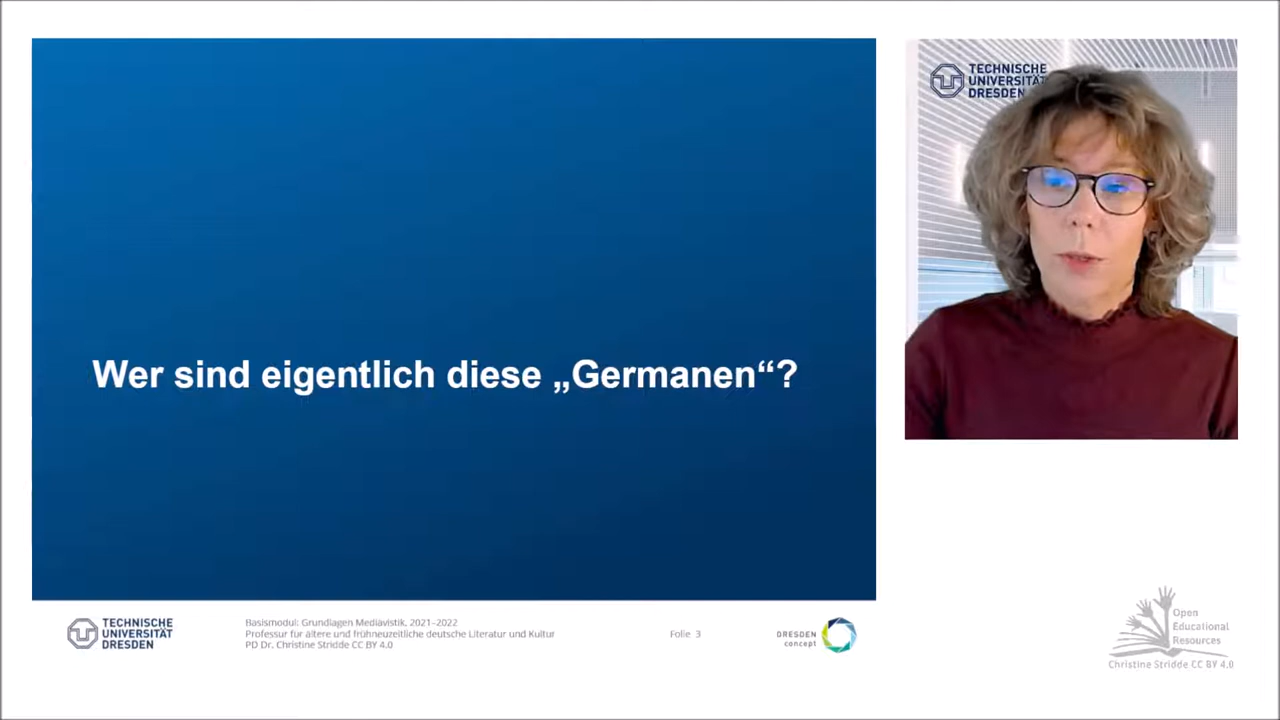 Wer sind eigentlich diese „Germanen“?
TECHNISCHE
UNIVERSITÄT
DRESDEN
TECHNISCHE
UNIVERSITÄT
DRESDEN
Basismodul: Grundlagen Mediävistik, 2021–2022
Professur für ältere und frühneuzeitliche deutsche Literatur und Kultur
PD Dr. Christine Stridde CC BY 4.0
Folie 3
DRESDEN
concept
Open
Educational
Resources
Christine Stridde CC BY 4.0